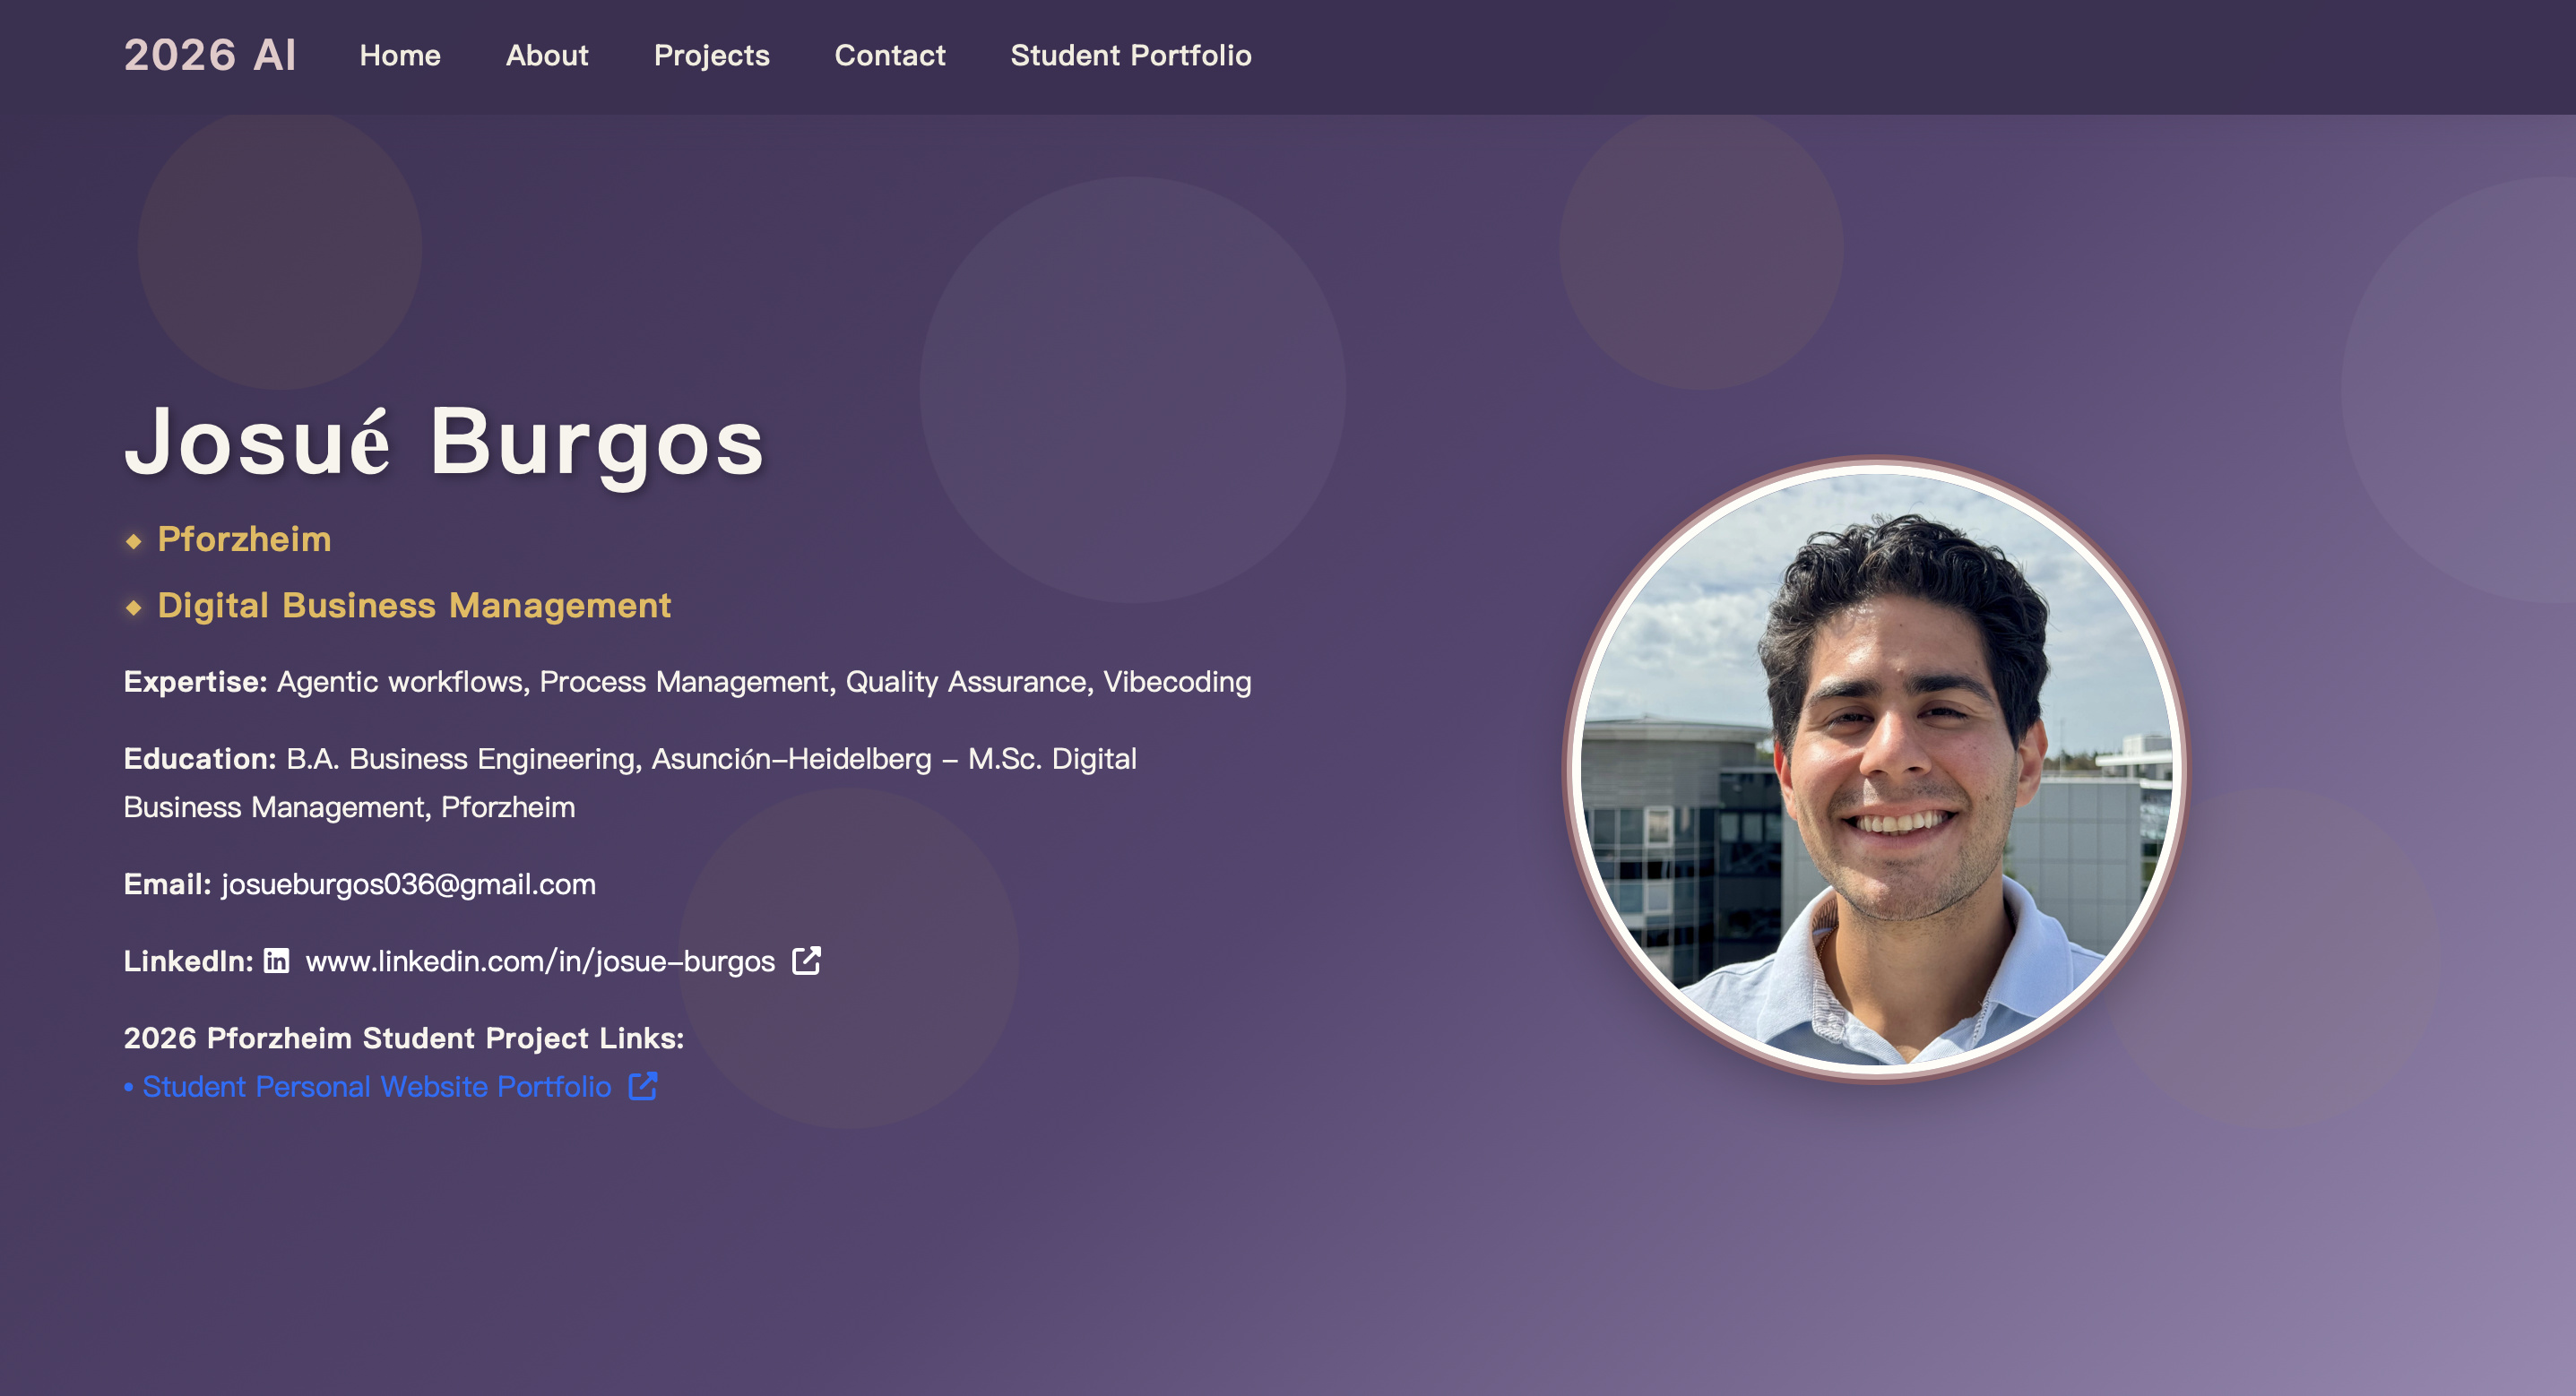 2026 AI Home About Projects Contact Student Portfolio
Josué Burgos
◆ Pforzheim
◆ Digital Business Management
Expertise: Agentic workflows, Process Management, Quality Assurance, Vibecoding
Education: B.A. Business Engineering, Asunción–Heidelberg – M.Sc. Digital
Business Management, Pforzheim
Email: josueburgos036@gmail.com
LinkedIn: in www.linkedin.com/in/josue-burgos
2026 Pforzheim Student Project Links:
• Student Personal Website Portfolio